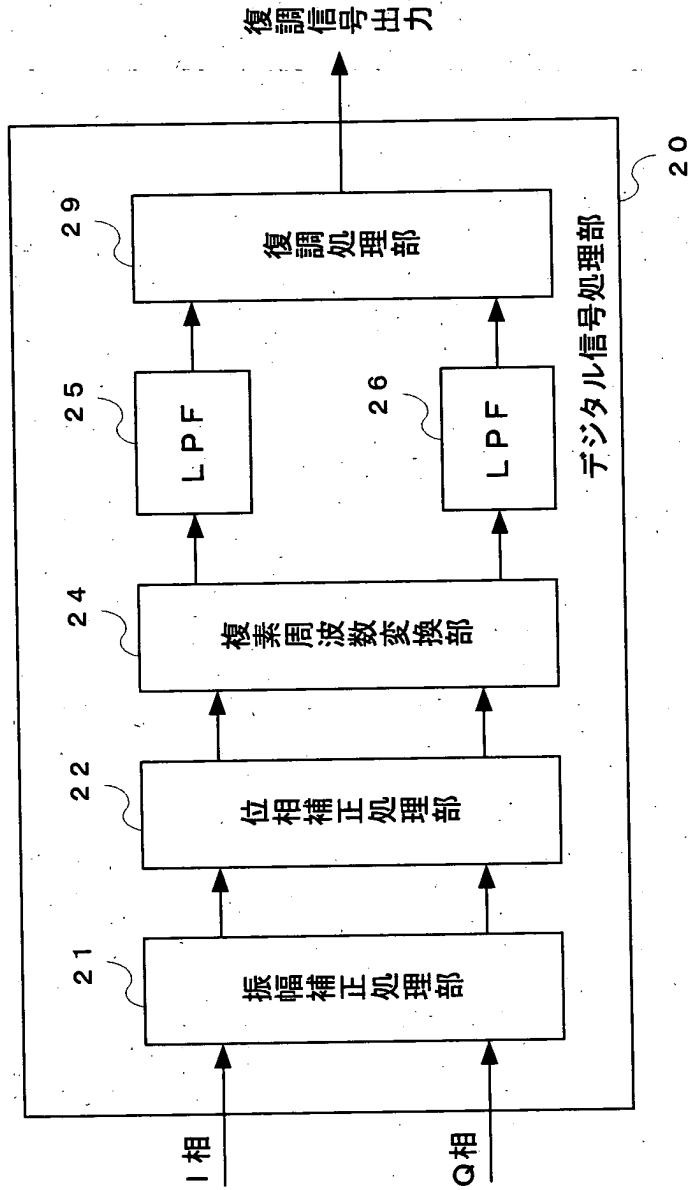 I相
Q相
21
振幅補正処理部
22
位相補正処理部
24
複素周波数変換部
25
LPF
26
LPF
29
復調処理部
復調信号出力
デジタル信号処理部
20